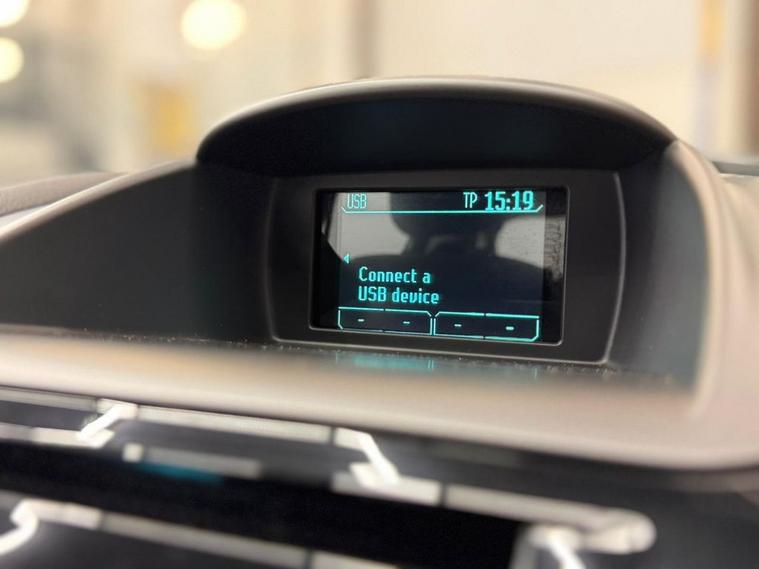 USB TP 15:19
Connect a
USB device
- - - -